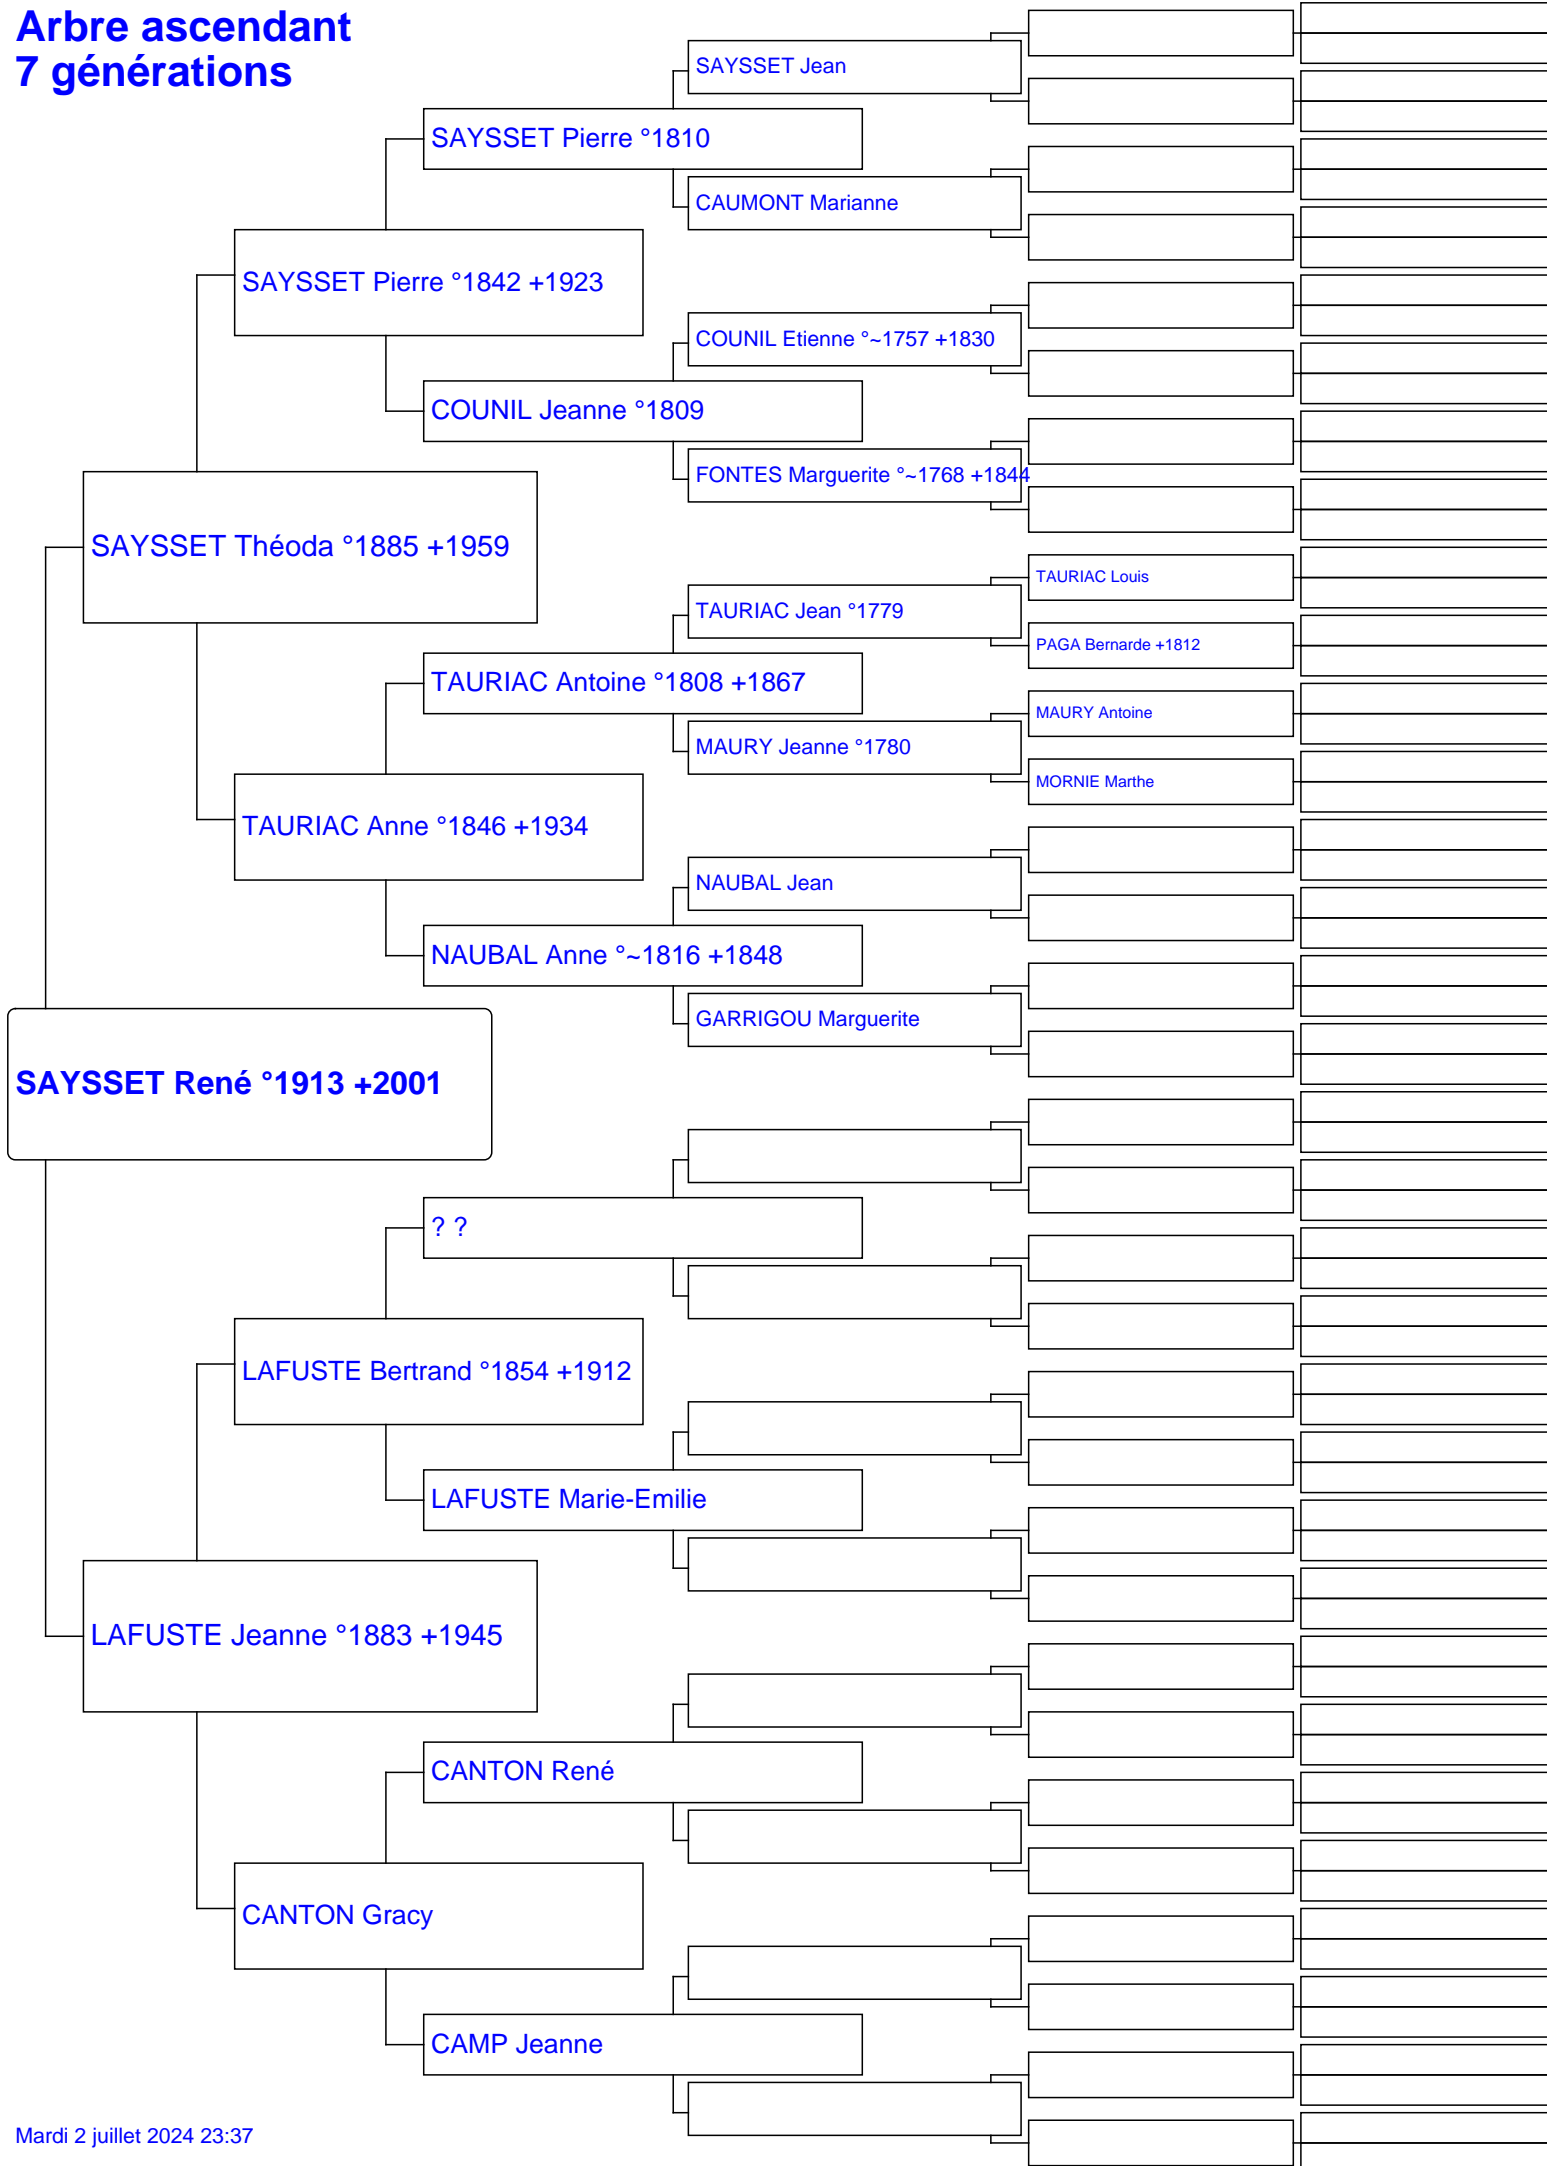 Arbre ascendant
7 générations
SAYSSET Jean
SAYSSET Pierre °1810
CAUMONT Marianne
SAYSSET Pierre °1842 +1923
COUNIL Etienne °~1757 +1830
COUNIL Jeanne °1809
FONTES Marguerite °~1768 +1844
SAYSSET Théoda °1885 +1959
TAURIAC Louis
TAURIAC Jean °1779
PAGA Bernarde +1812
TAURIAC Antoine °1808 +1867
MAURY Antoine
MAURY Jeanne °1780
MORNIE Marthe
TAURIAC Anne °1846 +1934
NAUBAL Jean
NAUBAL Anne °~1816 +1848
GARRIGOU Marguerite
SAYSSET René °1913 +2001
? ?
LAFUSTE Bertrand °1854 +1912
LAFUSTE Marie-Emilie
LAFUSTE Jeanne °1883 +1945
CANTON René
CANTON Gracy
CAMP Jeanne
Mardi 2 juillet 2024 23:37